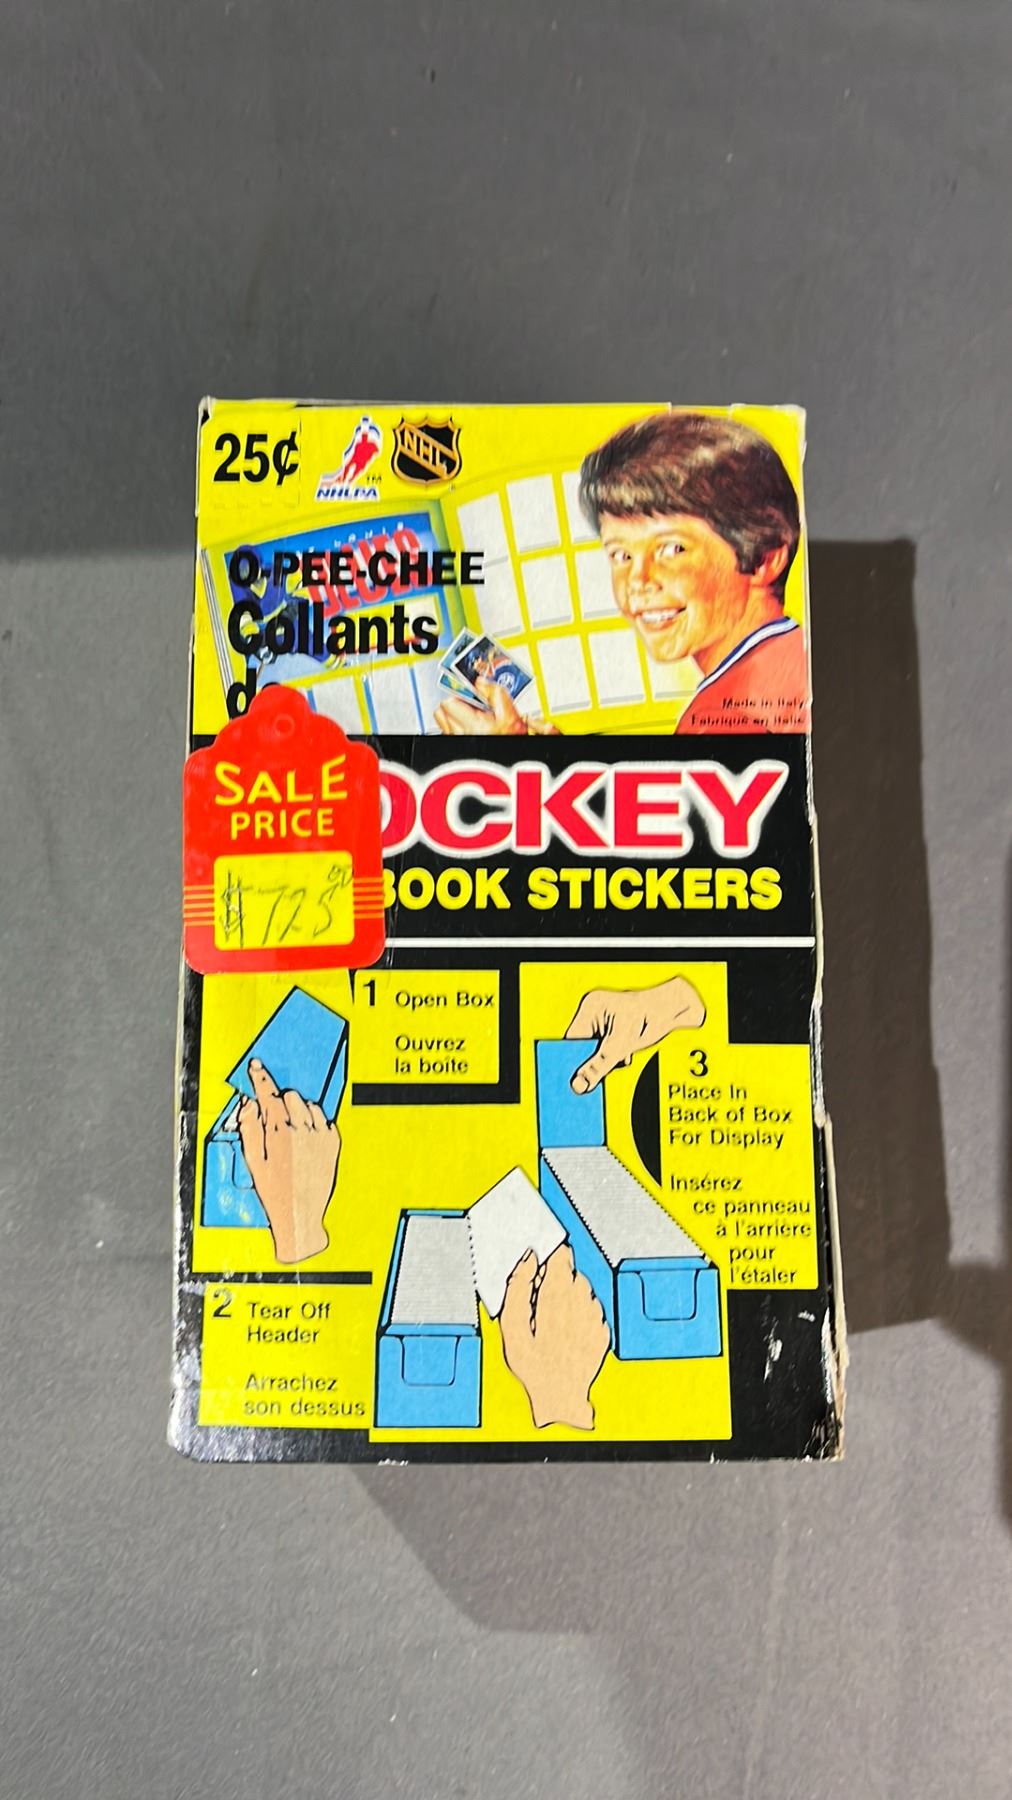 25¢
NHLPA
TM
NHL
O-PEE-CHEE
Collants
Made in Italy
Fabriqué en Italie
SALE
PRICE
$725⁰⁰
OCKEY
BOOK STICKERS
1 Open Box
Ouvrez
la boîte
3
Place In
Back of Box
For Display
Insérez
ce panneau
à l'arrière
pour
l'étaler
2 Tear Off
Header
Arrachez
son dessus